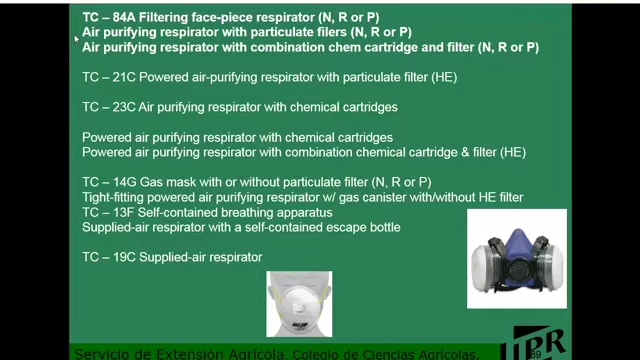 TC – 84A Filtering face-piece respirator (N, R or P)
Air purifying respirator with particulate filers (N, R or P)
Air purifying respirator with combination chem cartridge and filter (N, R or P)
TC – 21C Powered air-purifying respirator with particulate filter (HE)
TC – 23C Air purifying respirator with chemical cartridges
Powered air purifying respirator with chemical cartridges
Powered air purifying respirator with combination chemical cartridge & filter (HE)
TC – 14G Gas mask with or without particulate filter (N, R or P)
Tight-fitting powered air purifying respirator w/ gas canister with/without HE filter
TC – 13F Self-contained breathing apparatus
Supplied-air respirator with a self-contained escape bottle
TC – 19C Supplied-air respirator
UPR
39
Servicio de Extensión Agrícola, Colegio de Ciencias Agrícolas,